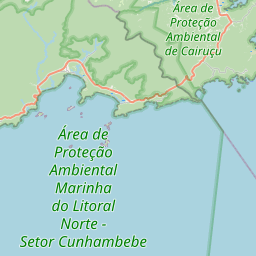 Área de
Proteção
Ambiental
de Cairuçu
Área de
Proteção
Ambiental
Marinha
do Litoral
Norte -
Setor Cunhambebe